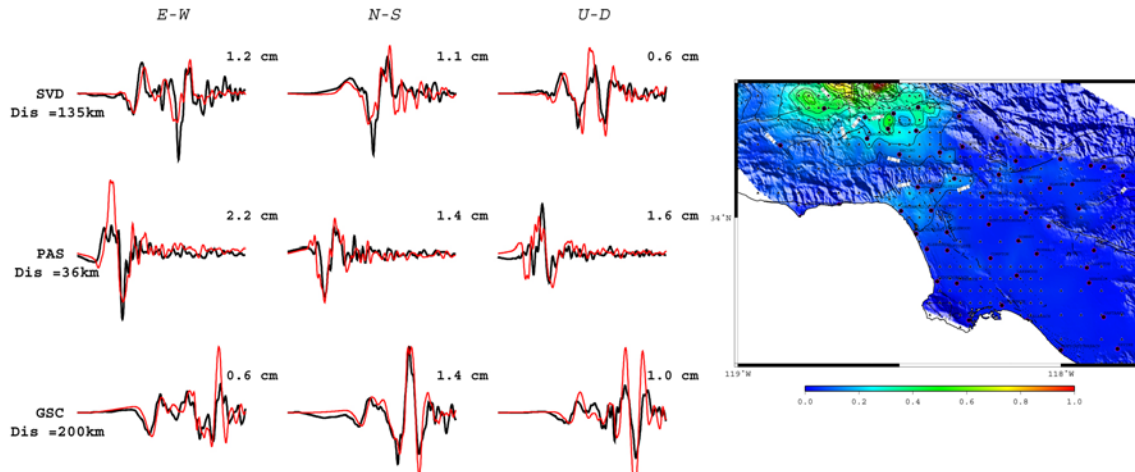 E-W N-S U-D
1.2 cm 1.1 cm 0.6 cm
SVD
Dis =135km
2.2 cm 1.4 cm 1.6 cm
PAS
Dis =36km
0.6 cm 1.4 cm 1.0 cm
GSC
Dis =200km
34˚N
119˚W 118˚W
0.0 0.2 0.4 0.6 0.8 1.0